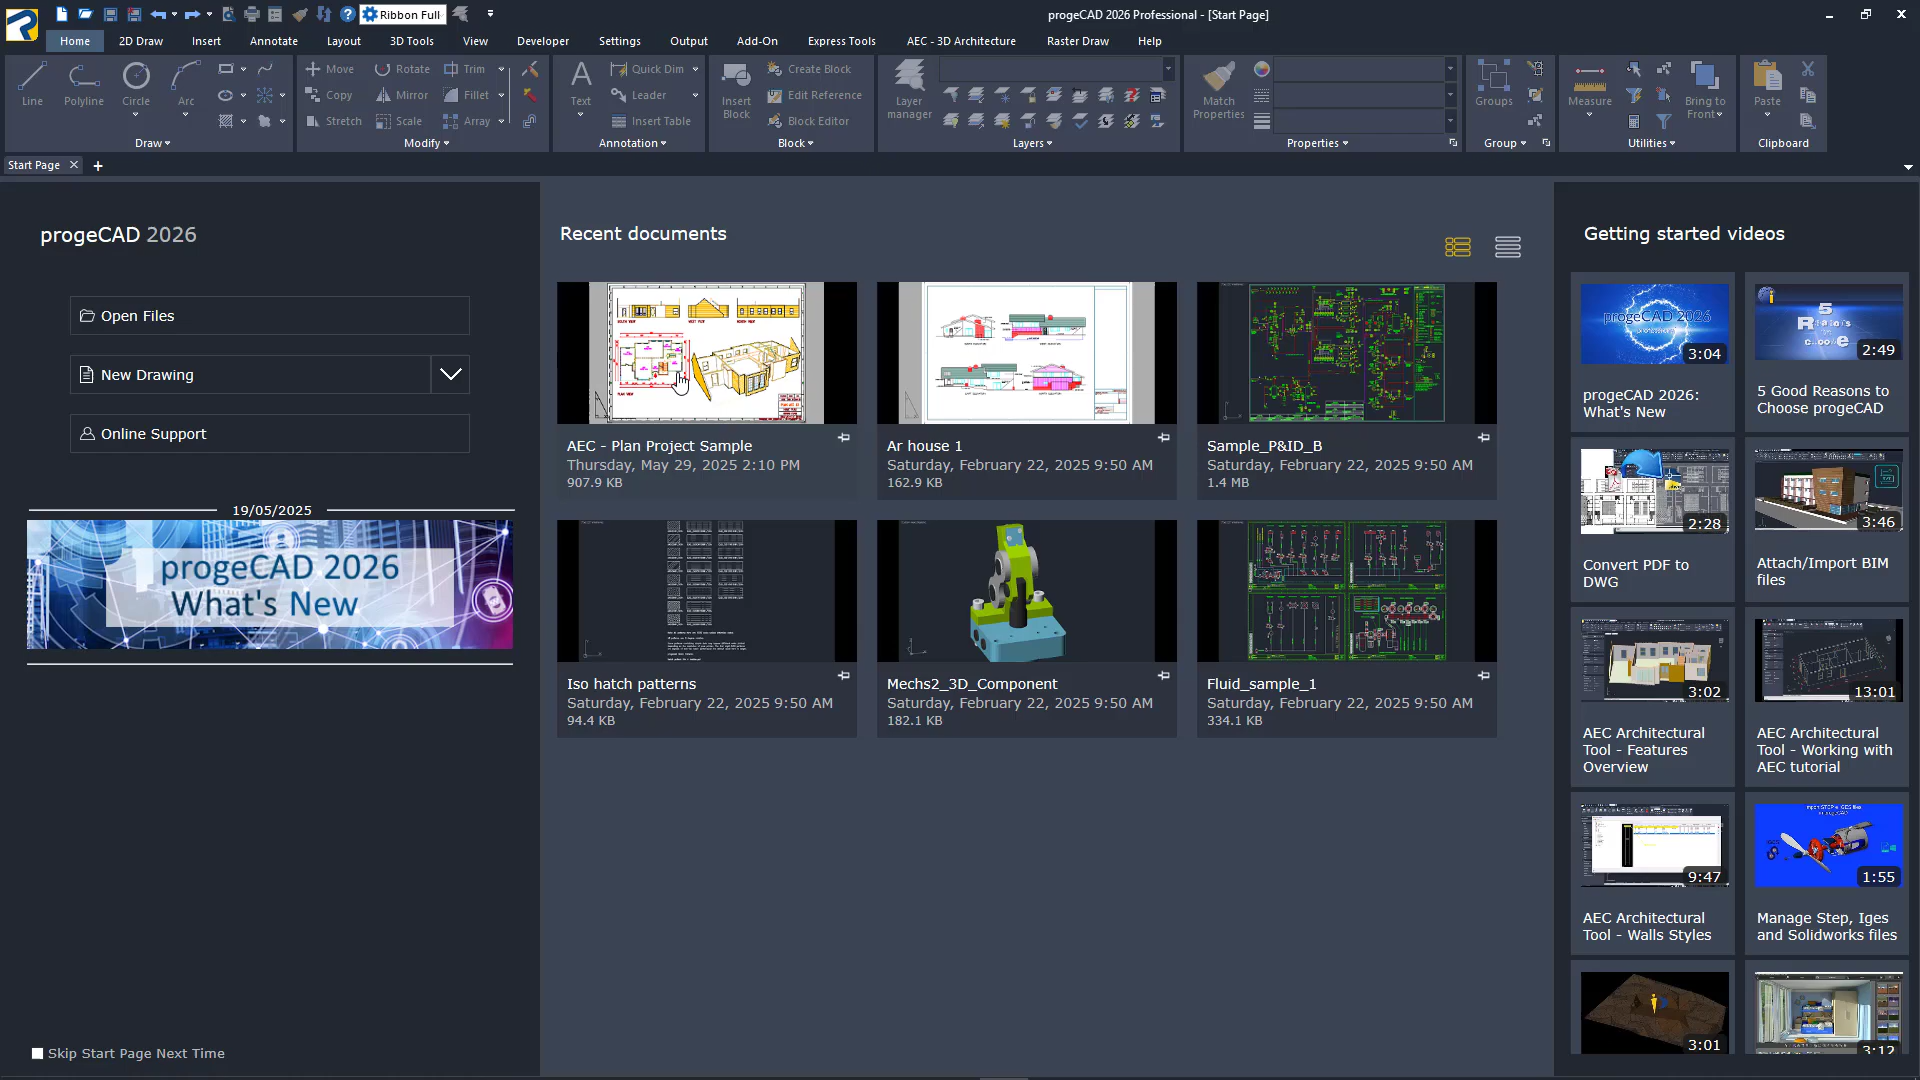 Ribbon Full
progeCAD 2026 Professional - [Start Page]
Home
2D Draw
Insert
Annotate
Layout
3D Tools
View
Developer
Settings
Output
Add-On
Express Tools
AEC - 3D Architecture
Raster Draw
Help
Line
Polyline
Circle
Arc
Draw
Move
Rotate
Trim
Copy
Mirror
Fillet
Stretch
Scale
Array
Modify
Text
Quick Dim
Leader
Insert Table
Annotation
Insert
Block
Create Block
Edit Reference
Block Editor
Block
Layer
manager
Layers
Match
Properties
Properties
Groups
Group
Measure
Bring to
Front
Utilities
Paste
Clipboard
Start Page
progeCAD 2026
Open Files
New Drawing
Online Support
19/05/2025
progeCAD 2026
What's New
Skip Start Page Next Time
Recent documents
AEC - Plan Project Sample
Thursday, May 29, 2025 2:10 PM
907.9 KB
Ar house 1
Saturday, February 22, 2025 9:50 AM
162.9 KB
Sample_P&ID_B
Saturday, February 22, 2025 9:50 AM
1.4 MB
Iso hatch patterns
Saturday, February 22, 2025 9:50 AM
94.4 KB
Mechs2_3D_Component
Saturday, February 22, 2025 9:50 AM
182.1 KB
Fluid_sample_1
Saturday, February 22, 2025 9:50 AM
334.1 KB
Getting started videos
progeCAD 2026
3:04
progeCAD 2026:
What's New
5
2:49
5 Good Reasons to
Choose progeCAD
2:28
Convert PDF to
DWG
3:46
Attach/Import BIM
files
3:02
AEC Architectural
Tool - Features
Overview
13:01
AEC Architectural
Tool - Working with
AEC tutorial
9:47
AEC Architectural
Tool - Walls Styles
1:55
Manage Step, Iges
and Solidworks files
3:01
3:12